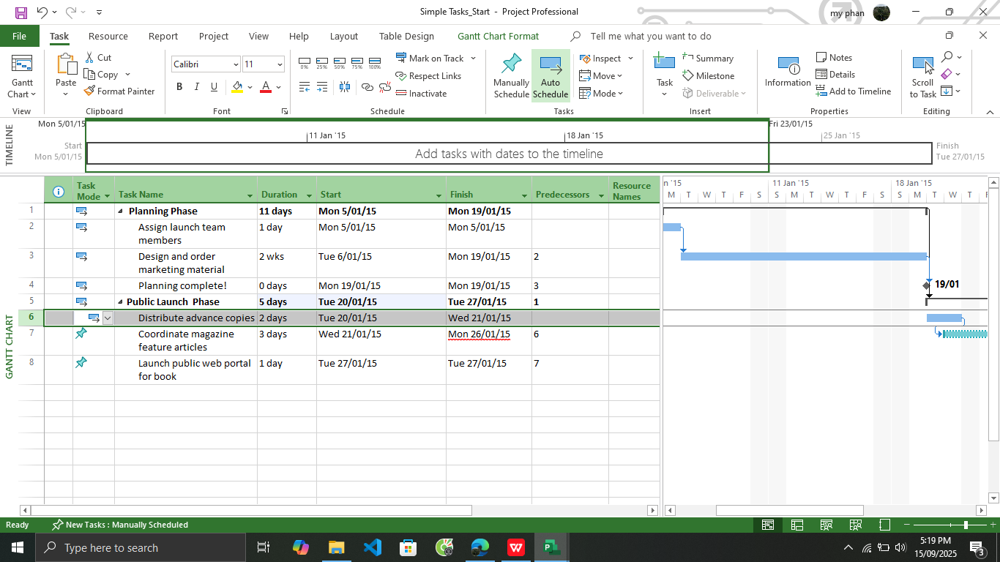 Simple Tasks_Start - Project Professional
my phan
File Task Resource Report Project View Help Layout Table Design Gantt Chart Format Tell me what you want to do
Gantt Chart
View
Paste
Cut
Copy
Format Painter
Clipboard
Calibri 11
B I U A
Font
0% 25% 50% 75% 100%
Mark on Track
Respect Links
Inactivate
Schedule
Manually Schedule
Auto Schedule
Inspect
Move
Mode
Tasks
Task
Summary
Milestone
Deliverable
Insert
Information
Notes
Details
Add to Timeline
Properties
Scroll to Task
Editing
TIMELINE
Mon 5/01/15 Fri 23/01/15
11 Jan '15 18 Jan '15 25 Jan '15
Start
Mon 5/01/15
Add tasks with dates to the timeline
Finish
Tue 27/01/15
GANTT CHART
Task Mode Task Name Duration Start Finish Predecessors Resource Names
1 Planning Phase 11 days Mon 5/01/15 Mon 19/01/15
2 Assign launch team members 1 day Mon 5/01/15 Mon 5/01/15
3 Design and order marketing material 2 wks Tue 6/01/15 Mon 19/01/15 2
4 Planning complete! 0 days Mon 19/01/15 Mon 19/01/15 3
5 Public Launch Phase 5 days Tue 20/01/15 Tue 27/01/15 1
6 Distribute advance copies 2 days Tue 20/01/15 Wed 21/01/15
7 Coordinate magazine feature articles 3 days Wed 21/01/15 Mon 26/01/15 6
8 Launch public web portal for book 1 day Tue 27/01/15 Tue 27/01/15 7
n '15 11 Jan '15 18 Jan '15
M T W T F S S M T W T F S S M T W T F
19/01
Ready New Tasks : Manually Scheduled
Type here to search
5:19 PM
15/09/2025
3